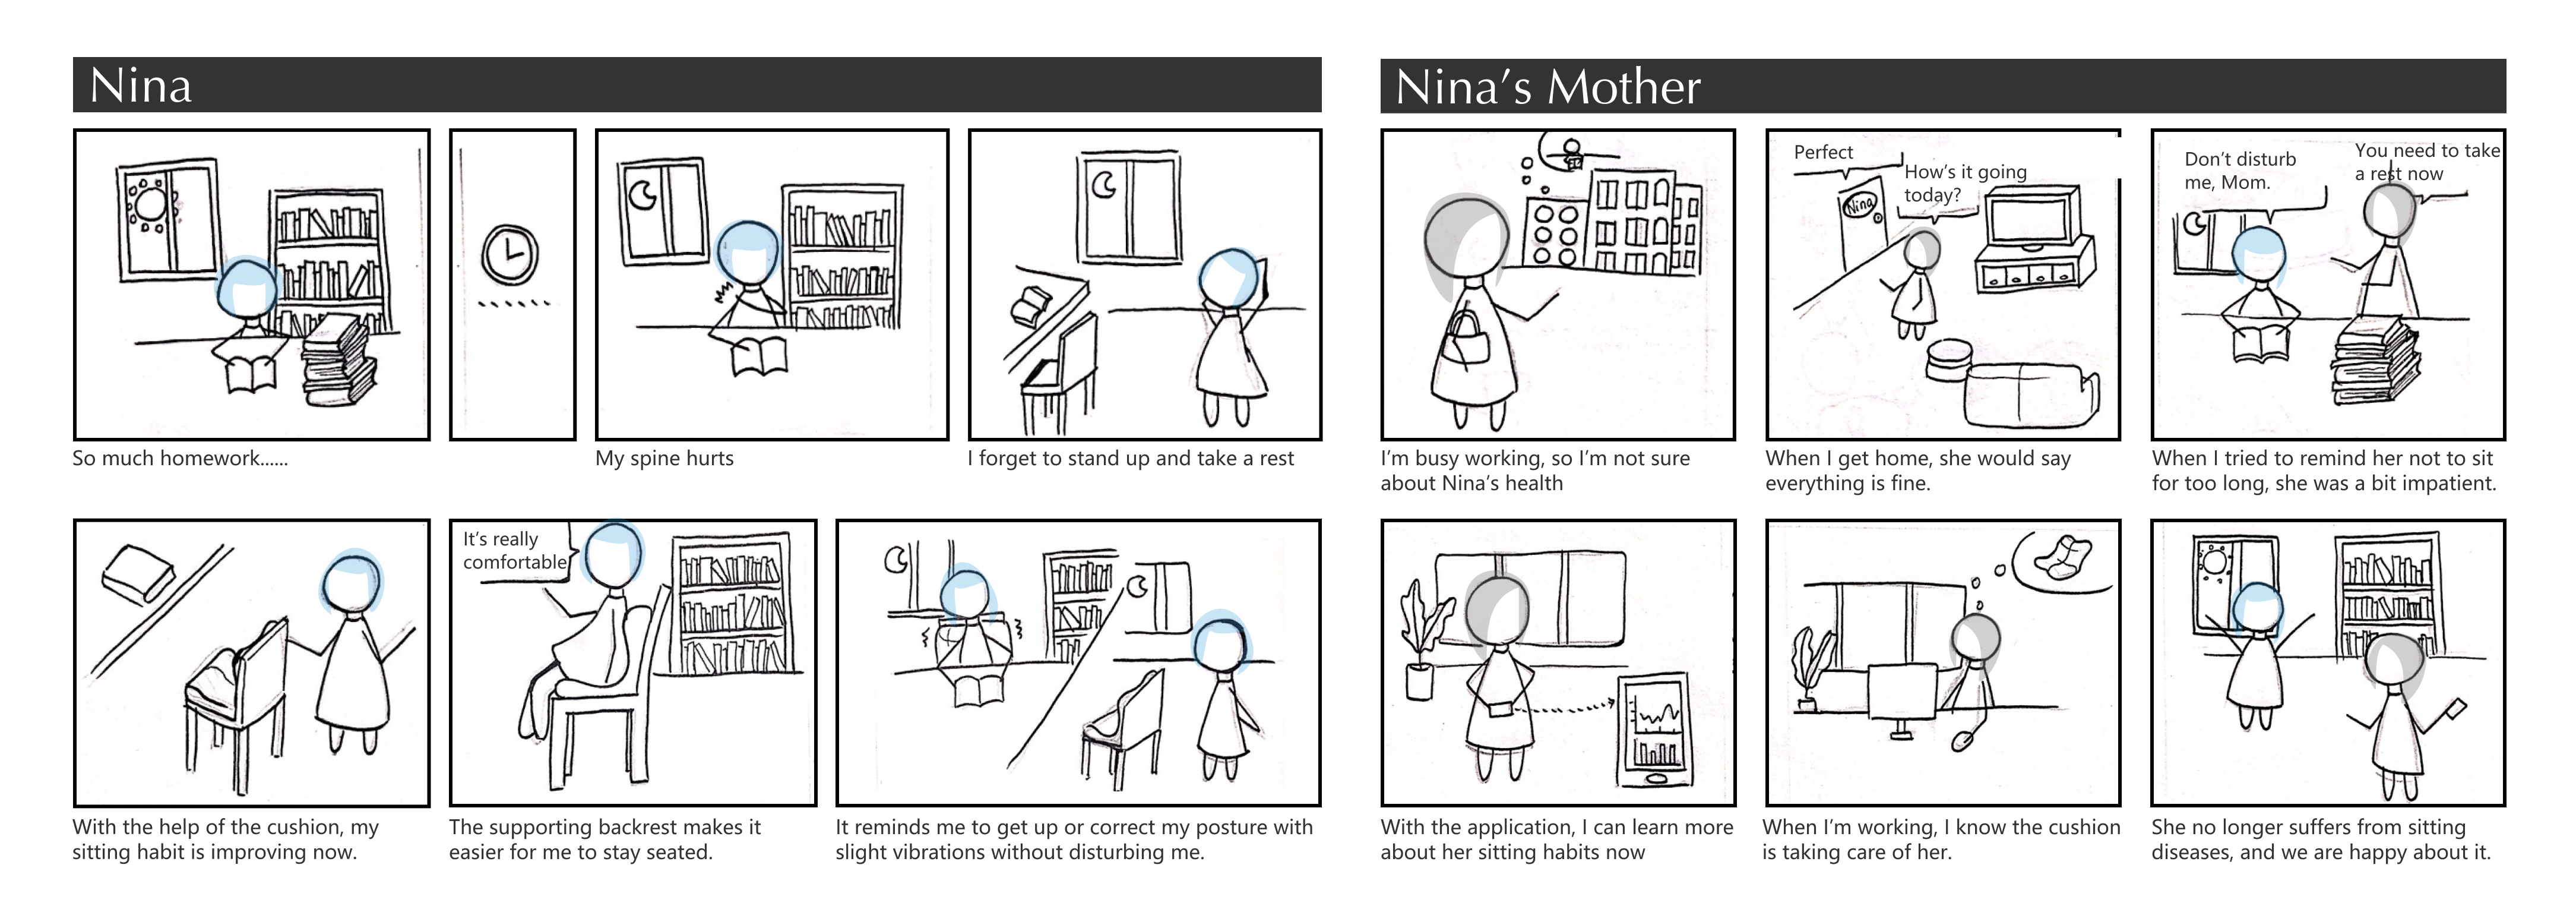 Nina
So much homework......
My spine hurts
I forget to stand up and take a rest
It's really
comfortable
With the help of the cushion, my
sitting habit is improving now.
The supporting backrest makes it
easier for me to stay seated.
It reminds me to get up or correct my posture with
slight vibrations without disturbing me.
Nina's Mother
Perfect
How's it going
today?
Nina
Don't disturb
me, Mom.
You need to take
a rest now
I'm busy working, so I'm not sure
about Nina's health
When I get home, she would say
everything is fine.
When I tried to remind her not to sit
for too long, she was a bit impatient.
With the application, I can learn more
about her sitting habits now
When I'm working, I know the cushion
is taking care of her.
She no longer suffers from sitting
diseases, and we are happy about it.